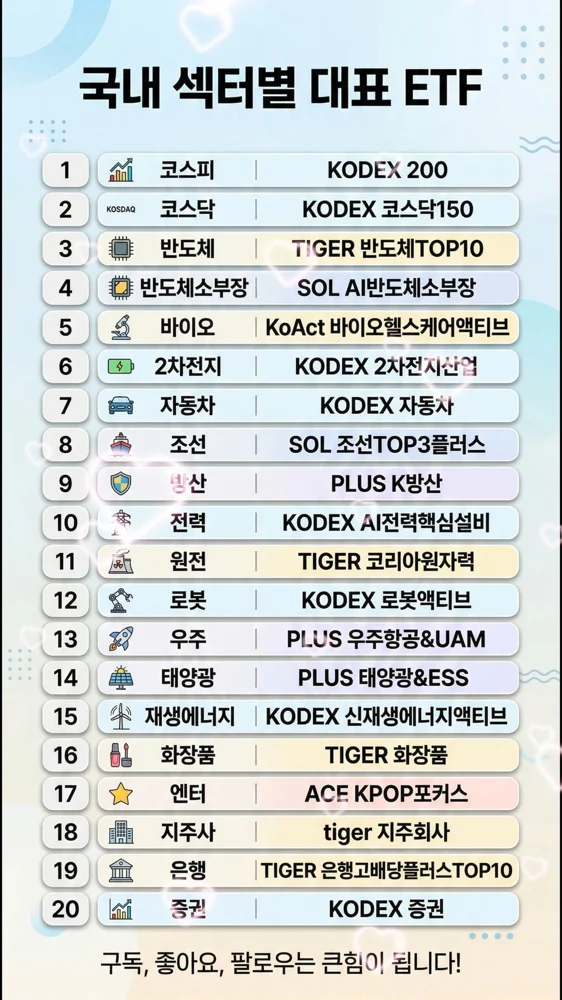 국내 섹터별 대표 ETF
1 코스피 | KODEX 200
2 KOSDAQ 코스닥 | KODEX 코스닥150
3 반도체 | TIGER 반도체TOP10
4 반도체소부장 | SOL AI반도체소부장
5 바이오 | KoAct 바이오헬스케어액티브
6 2차전지 | KODEX 2차전지산업
7 자동차 | KODEX 자동차
8 조선 | SOL 조선TOP3플러스
9 방산 | PLUS K방산
10 전력 | KODEX AI전력핵심설비
11 원전 | TIGER 코리아원자력
12 로봇 | KODEX 로봇액티브
13 우주 | PLUS 우주항공&UAM
14 태양광 | PLUS 태양광&ESS
15 재생에너지 | KODEX 신재생에너지액티브
16 화장품 | TIGER 화장품
17 엔터 | ACE KPOP포커스
18 지주사 | tiger 지주회사
19 은행 | TIGER 은행고배당플러스TOP10
20 증권 | KODEX 증권
구독, 좋아요, 팔로우는 큰힘이 됩니다!